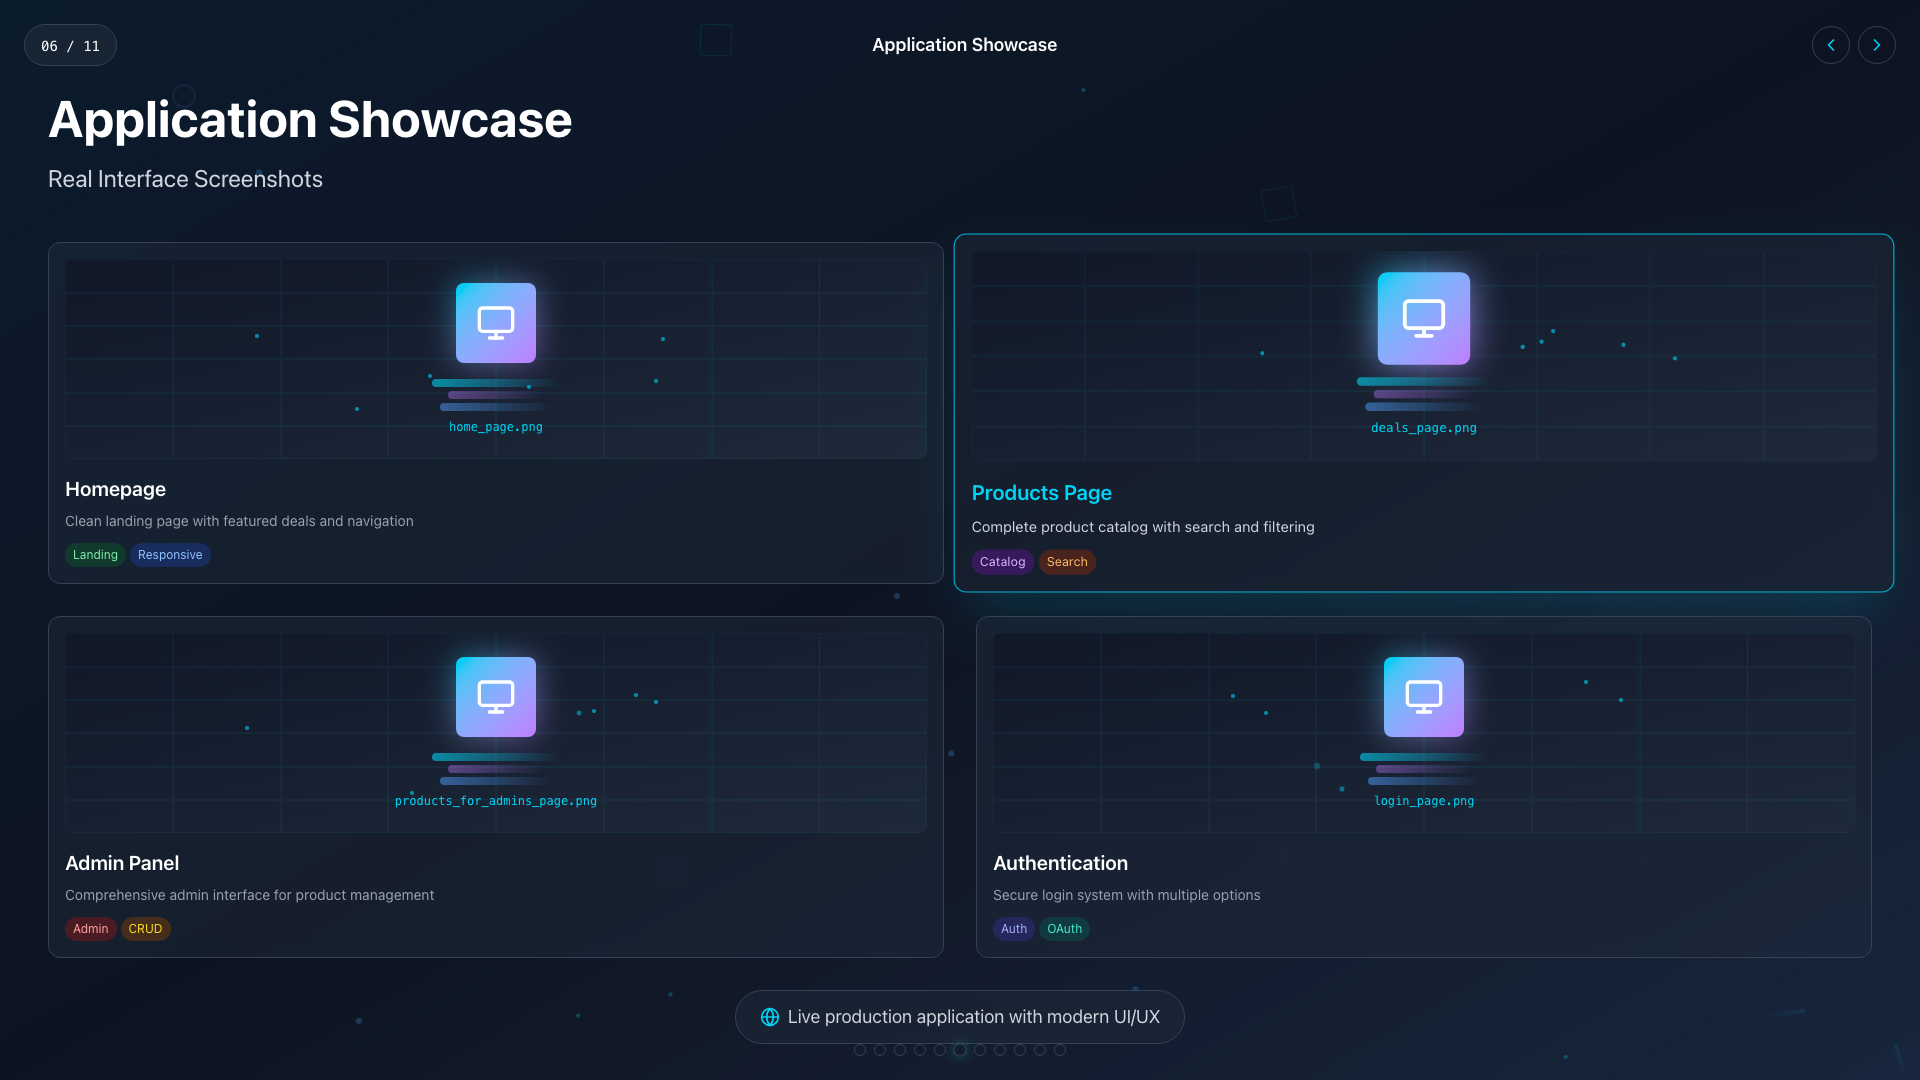 06 / 11
Application Showcase
Application Showcase
Real Interface Screenshots
home_page.png
Homepage
Clean landing page with featured deals and navigation
Landing
Responsive
deals_page.png
Products Page
Complete product catalog with search and filtering
Catalog
Search
products_for_admins_page.png
Admin Panel
Comprehensive admin interface for product management
Admin
CRUD
login_page.png
Authentication
Secure login system with multiple options
Auth
OAuth
Live production application with modern UI/UX